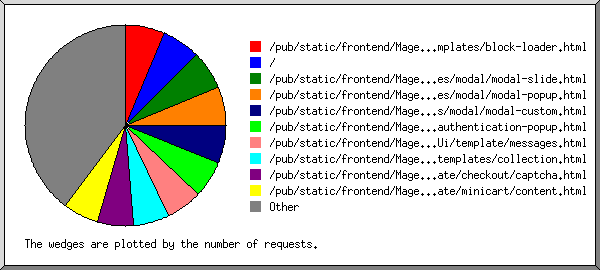 /pub/static/frontend/Mage...mplates/block-loader.html
/
/pub/static/frontend/Mage...es/modal/modal-slide.html
/pub/static/frontend/Mage...es/modal/modal-popup.html
/pub/static/frontend/Mage...s/modal/modal-custom.html
/pub/static/frontend/Mage...authentication-popup.html
/pub/static/frontend/Mage...Ui/template/messages.html
/pub/static/frontend/Mage...templates/collection.html
/pub/static/frontend/Mage...ate/checkout/captcha.html
/pub/static/frontend/Mage...ate/minicart/content.html
Other
The wedges are plotted by the number of requests.